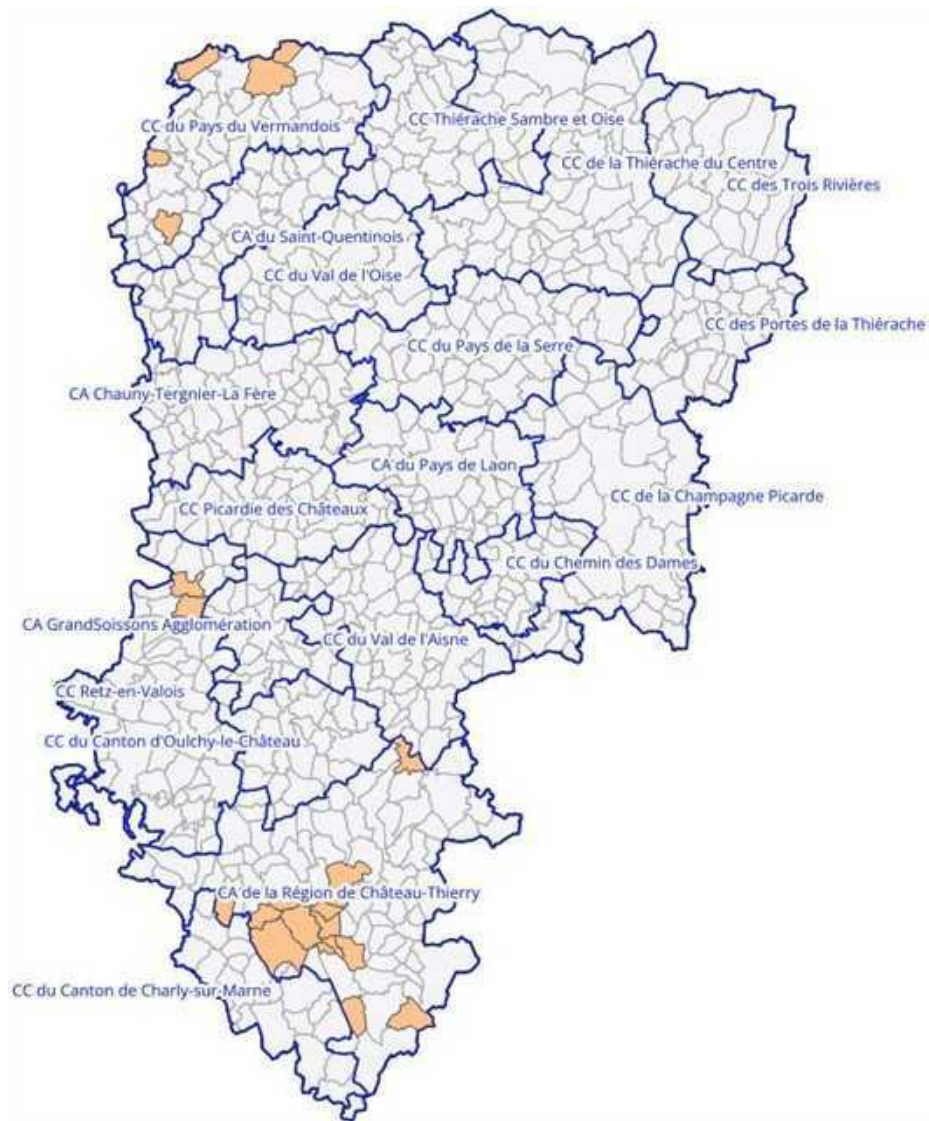 CC Thiérache Sambre et Oise
CC du Pays du Vermandois
CC de la Thiérache du Centre
CC des Trois Rivières
CA du Saint-Quentinois
CC du Val de l'Oise
CC des Portes de la Thiérache
CC du Pays de la Serre
CA Chauny-Tergnier-La Fère
CA du Pays de Laon
CC de la Champagne Picarde
CC Picardie des Châteaux
CC du Chemin des Dames
CA GrandSoissons Agglomération
CC du Val de l'Aisne
CC Retz-en-Valois
CC du Canton d'Oulchy-le-Château
CA de la Région de Château-Thierry
CC du Canton de Charly-sur-Marne